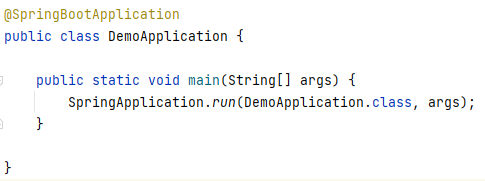 @SpringBootApplication
public class DemoApplication {
public static void main(String[] args) {
SpringApplication.run(DemoApplication.class, args);
}
}